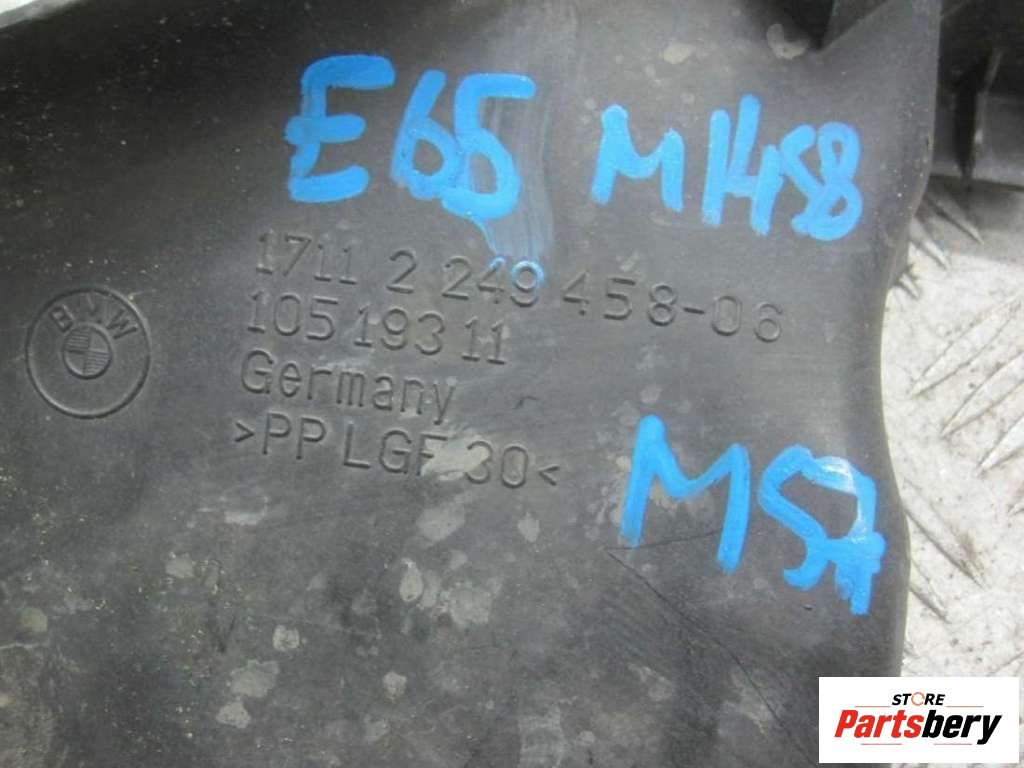 E65 M1458
1711 2 249 458-06
105 193 11
Germany
>PP LGF 30<
BMW
M57
STORE
Partsbery